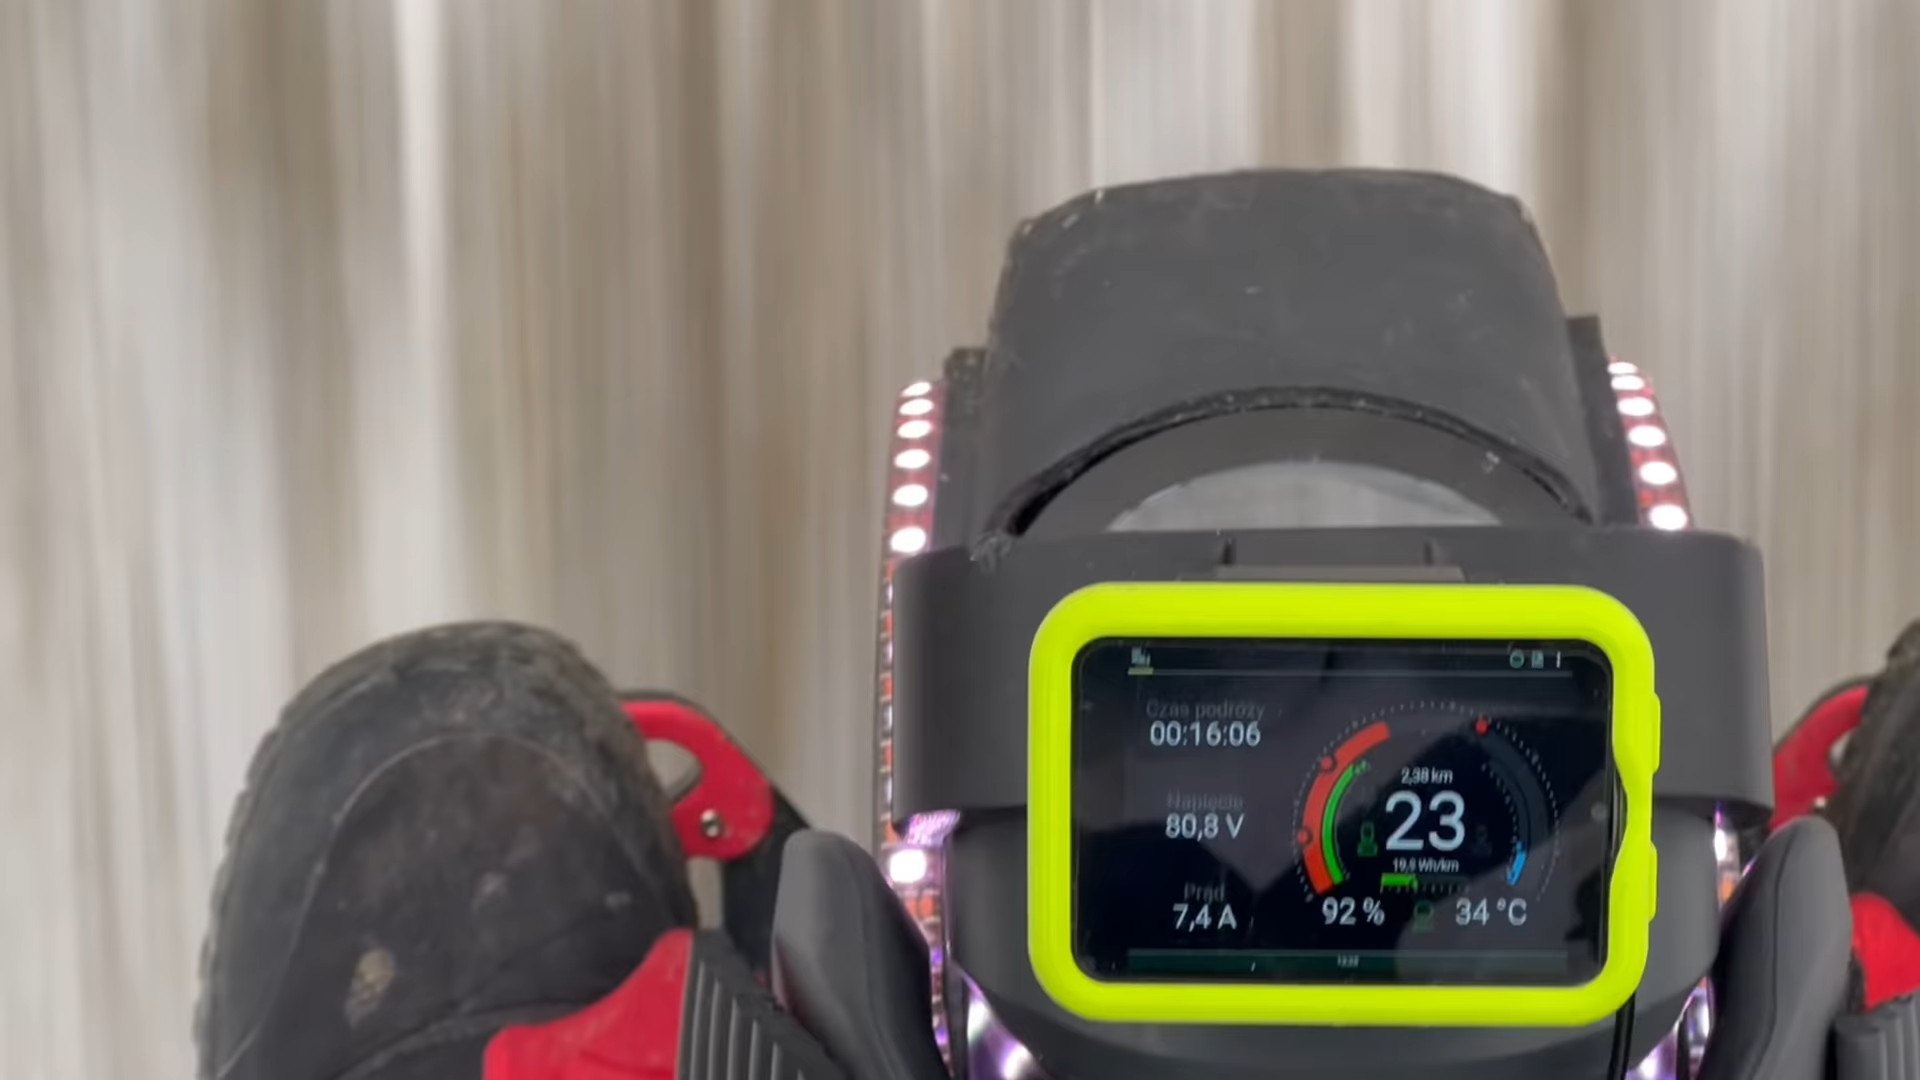 Czas podróży
00:16:06
Napięcie
80,8 V
Prąd
7,4 A
2,38 km
23
19,9 Wh/km
92 %
34 °C